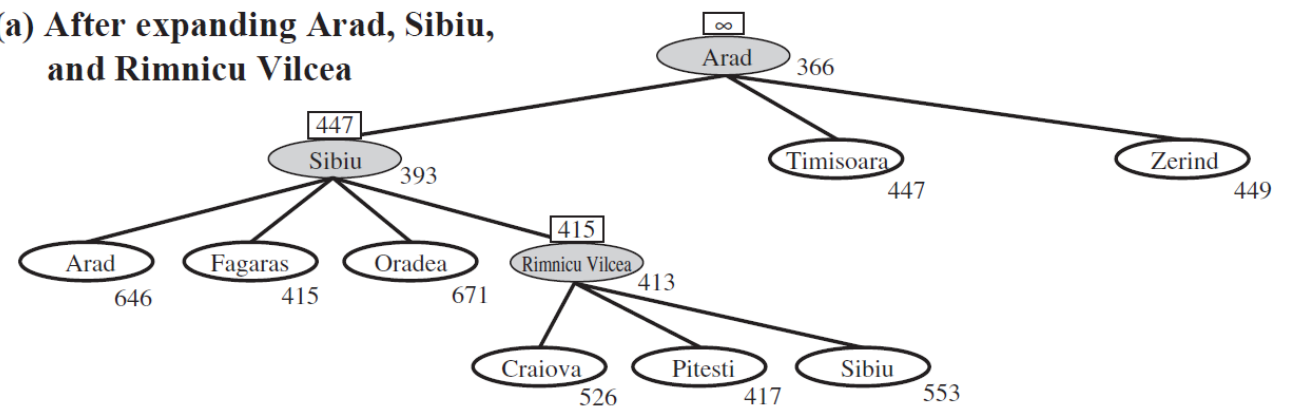 (a) After expanding Arad, Sibiu,
and Rimnicu Vilcea
∞
Arad
366
447
Sibiu
393
Timisoara
447
Zerind
449
Arad
646
Fagaras
415
Oradea
671
415
Rimnicu Vilcea
413
Craiova
526
Pitesti
417
Sibiu
553